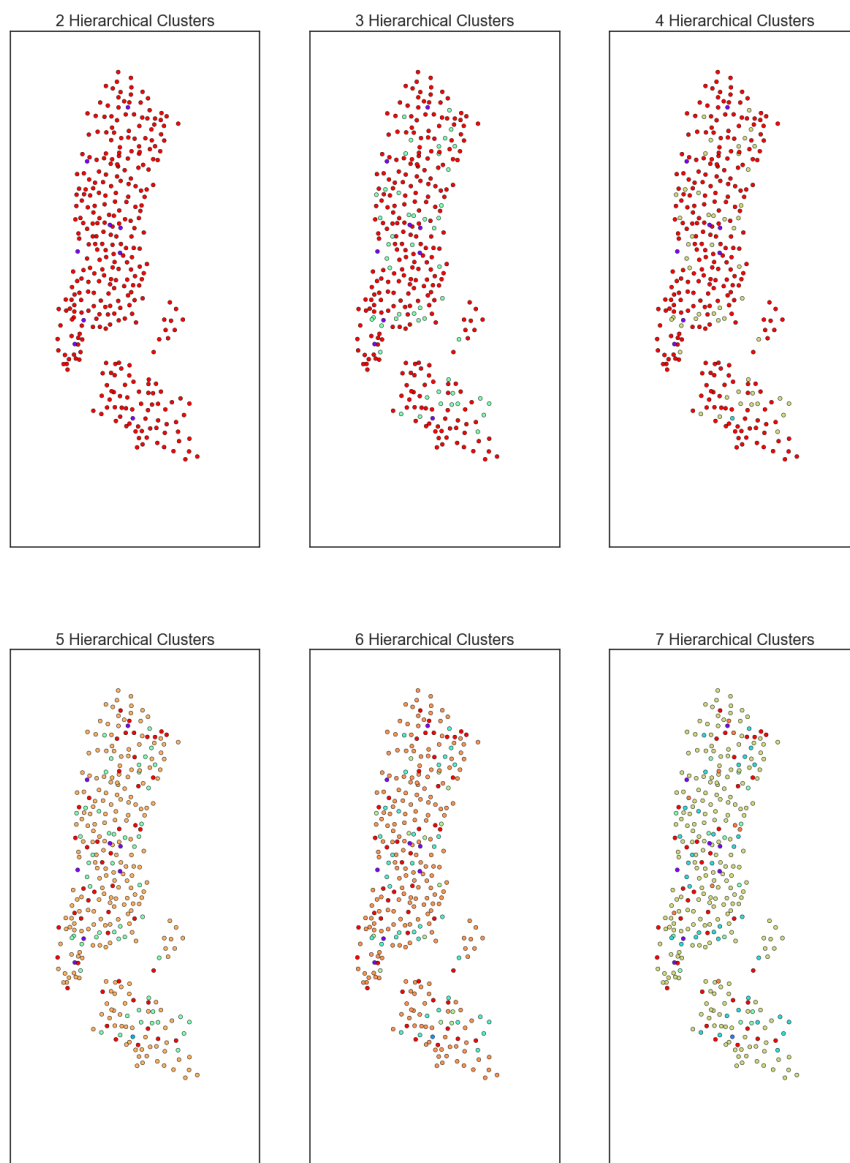 2 Hierarchical Clusters
3 Hierarchical Clusters
4 Hierarchical Clusters
5 Hierarchical Clusters
6 Hierarchical Clusters
7 Hierarchical Clusters